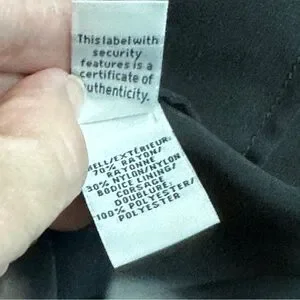 This label with
security
features is a
certificate of
authenticity.
SHELL/EXTÉRIEUR:
70% RAYON/
RAYONNE
30% NYLON/NYLON
BODICE LINING/
CORSAGE
DOUBLURE:
100% POLYESTER/
POLYESTER